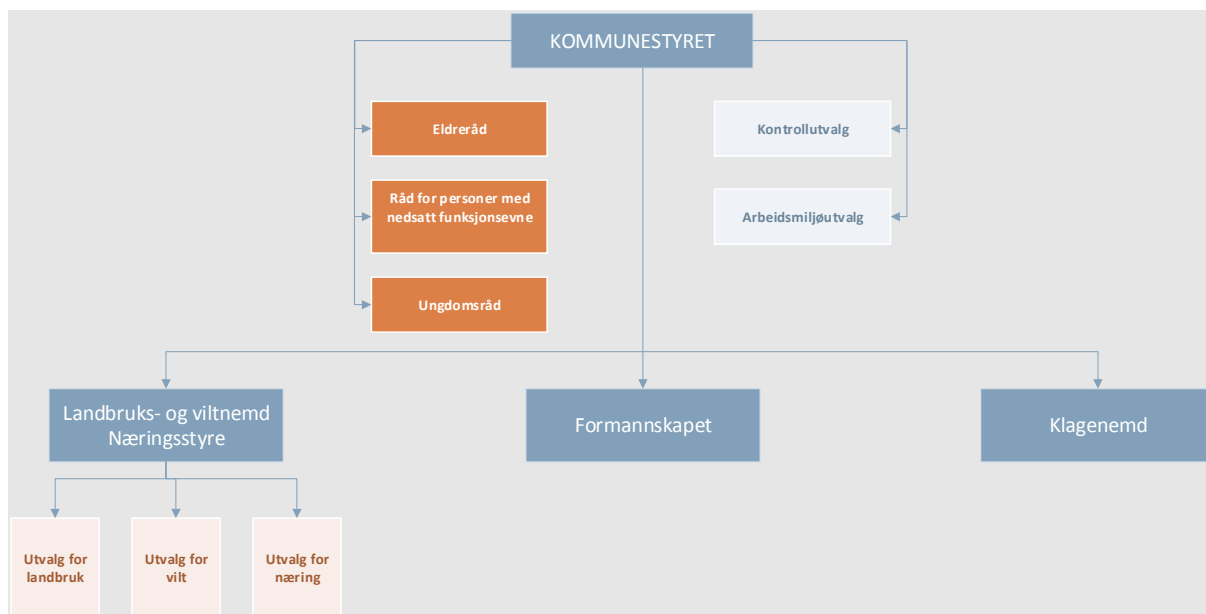 KOMMUNESTYRET
Eldreråd
Kontrollutvalg
Råd for personer med
nedsatt funksjonsevne
Arbeidsmiljøutvalg
Ungdomsråd
Landbruks- og viltnemd
Næringsstyre
Formannskapet
Klagenemd
Utvalg for
landbruk
Utvalg for
vilt
Utvalg for
næring